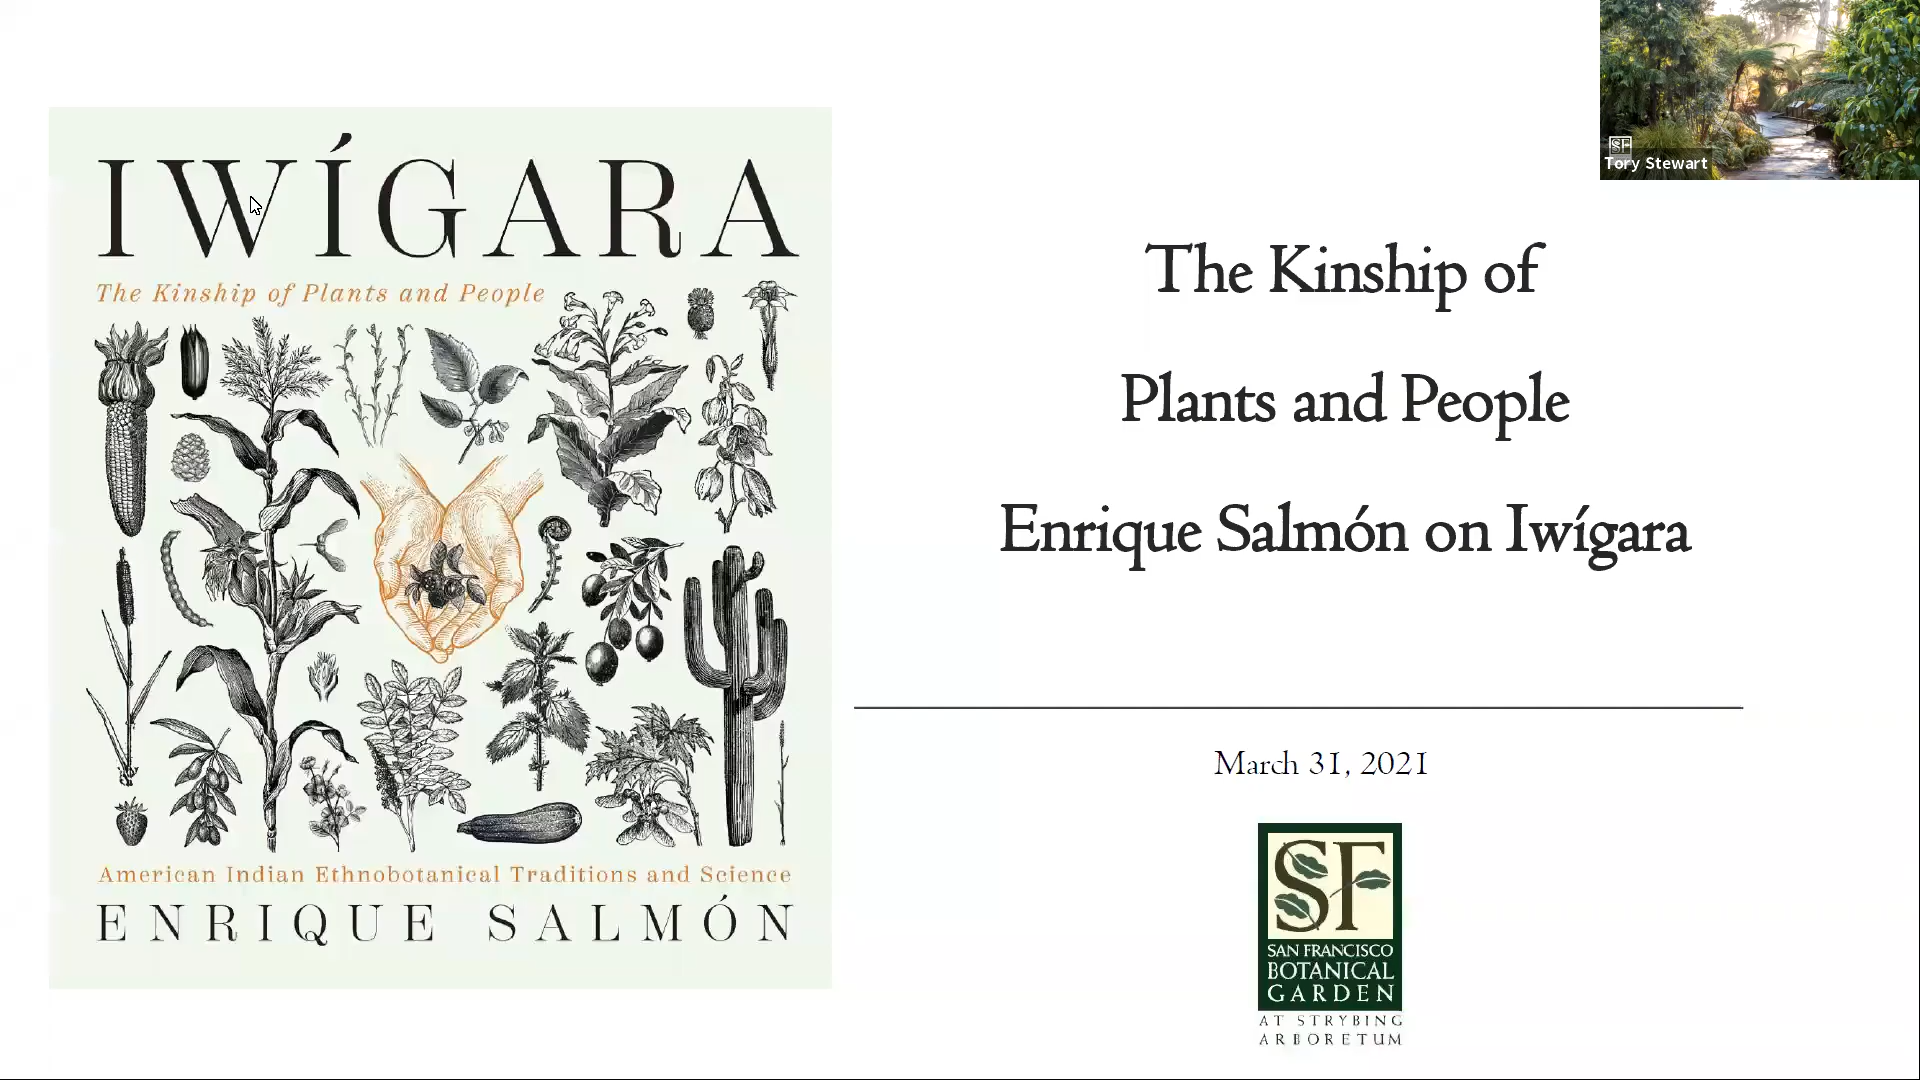 IWÍGARA
The Kinship of Plants and People
American Indian Ethnobotanical Traditions and Science
ENRIQUE SALMÓN
SF
Tory Stewart
The Kinship of
Plants and People
Enrique Salmón on Iwígara
March 31, 2021
SF
SAN FRANCISCO
BOTANICAL
GARDEN
AT STRYBING
ARBORETUM